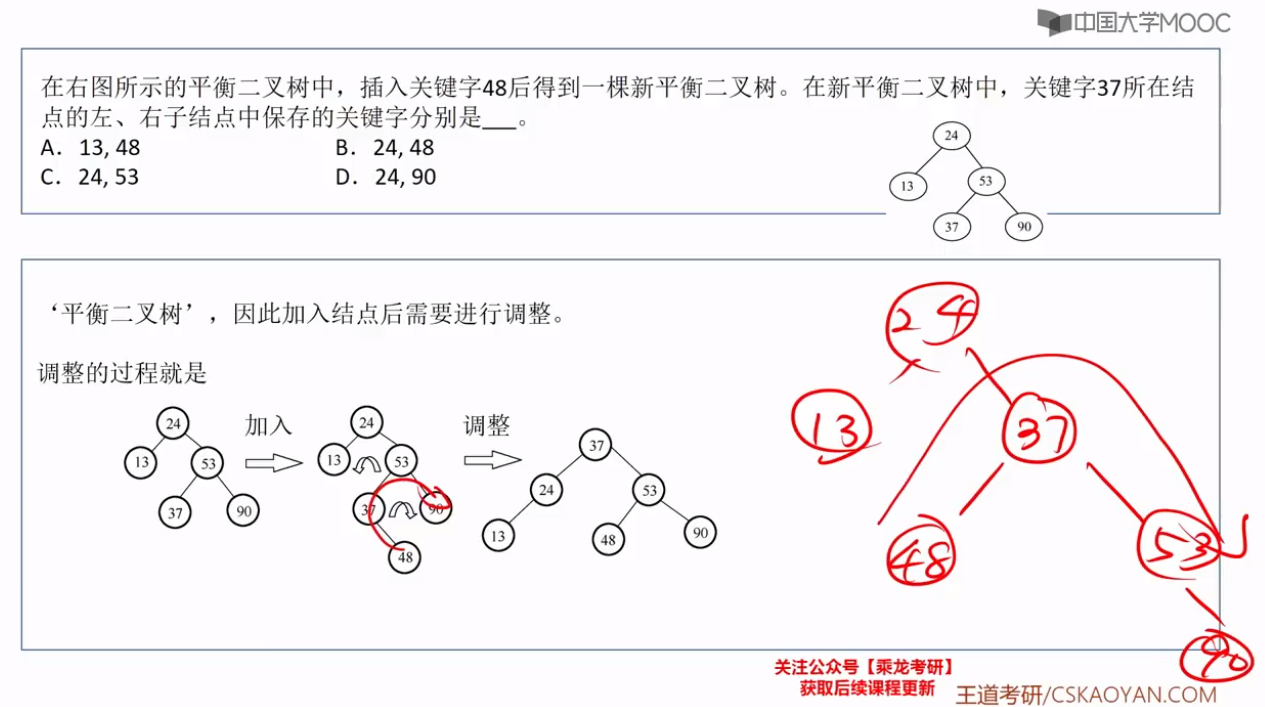 中国大学MOOC
在右图所示的平衡二叉树中，插入关键字48后得到一棵新平衡二叉树。在新平衡二叉树中，关键字37所在结
点的左、右子结点中保存的关键字分别是___。
A. 13, 48
B. 24, 48
C. 24, 53
D. 24, 90
24
13
53
37
90
‘平衡二叉树’，因此加入结点后需要进行调整。
调整的过程就是
24
13
53
37
90
加入
24
13
53
37
90
48
调整
37
24
53
13
48
90
24
13
37
48
53
90
关注公众号【乘龙考研】
获取后续课程更新
王道考研/CSKAOYAN.COM